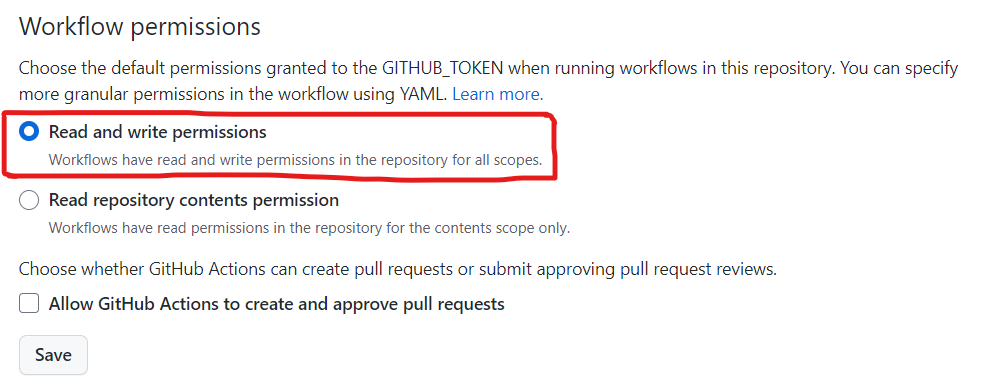 Workflow permissions
Choose the default permissions granted to the GITHUB_TOKEN when running workflows in this repository. You can specify
more granular permissions in the workflow using YAML. Learn more.
Read and write permissions
Workflows have read and write permissions in the repository for all scopes.
Read repository contents permission
Workflows have read permissions in the repository for the contents scope only.
Choose whether GitHub Actions can create pull requests or submit approving pull request reviews.
Allow GitHub Actions to create and approve pull requests
Save